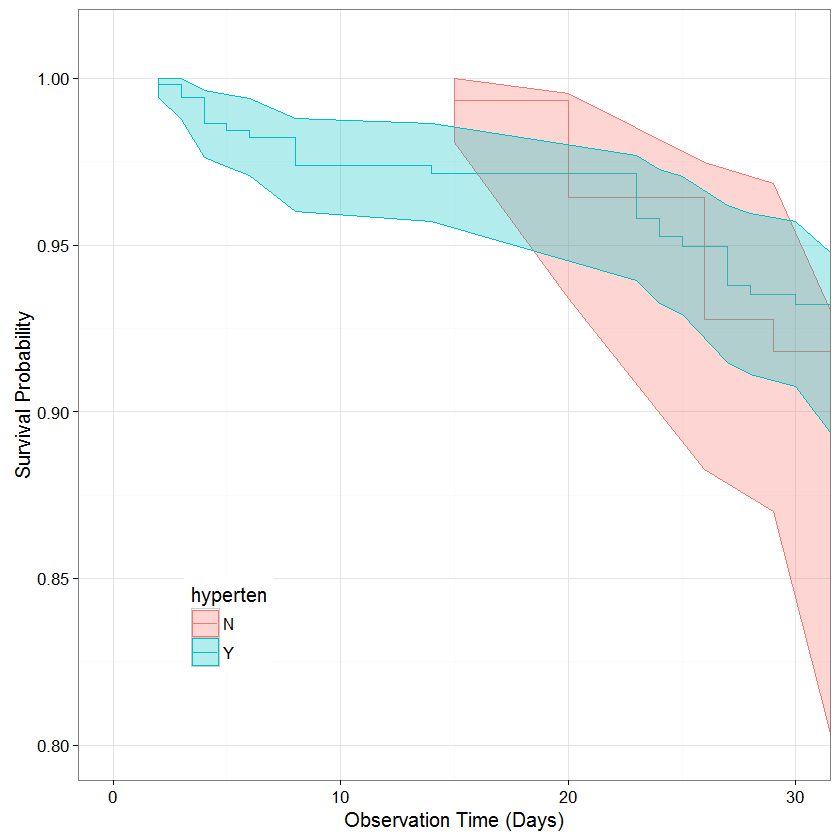 1.00
0.95
0.90
0.85
0.80
Survival Probability
hyperten
N
Y
0 10 20 30
Observation Time (Days)